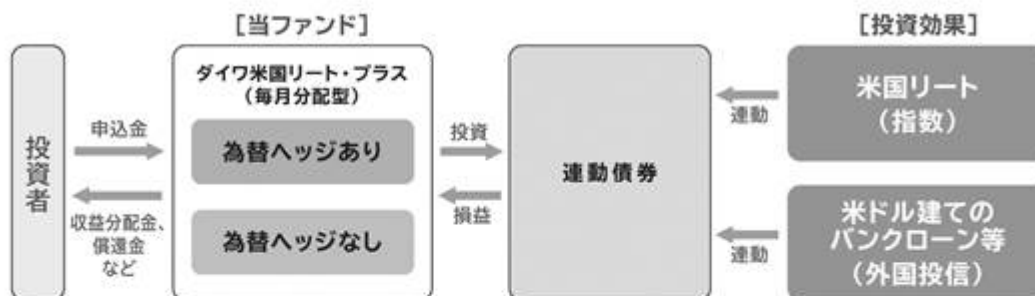 ［当ファンド］
［投資効果］
投資者
申込金
収益分配金、
償還金
など
ダイワ米国リート・プラス
（毎月分配型）
為替ヘッジあり
為替ヘッジなし
投資
損益
連動債券
連動
連動
米国リート
（指数）
米ドル建ての
バンクローン等
（外国投信）